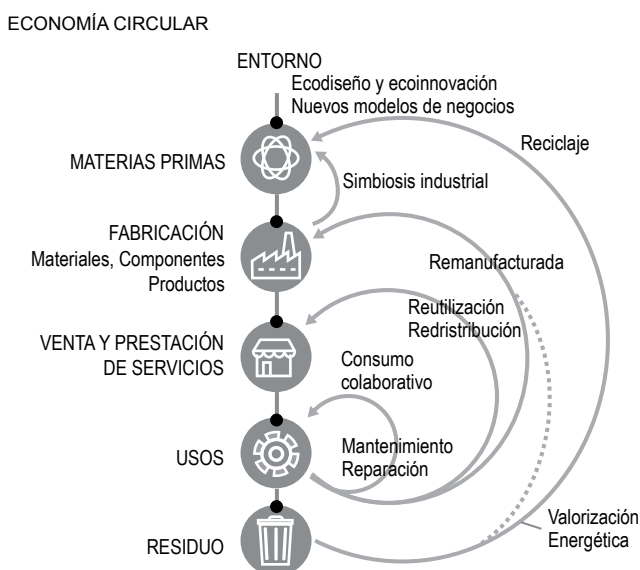 ECONOMÍA CIRCULAR
ENTORNO
Ecodiseño y ecoinnovación
Nuevos modelos de negocios
Reciclaje
MATERIAS PRIMAS
Simbiosis industrial
FABRICACIÓN
Materiales, Componentes
Productos
Remanufacturada
Reutilización
Redristribución
VENTA Y PRESTACIÓN
DE SERVICIOS
Consumo
colaborativo
USOS
Mantenimiento
Reparación
RESIDUO
Valorización
Energética